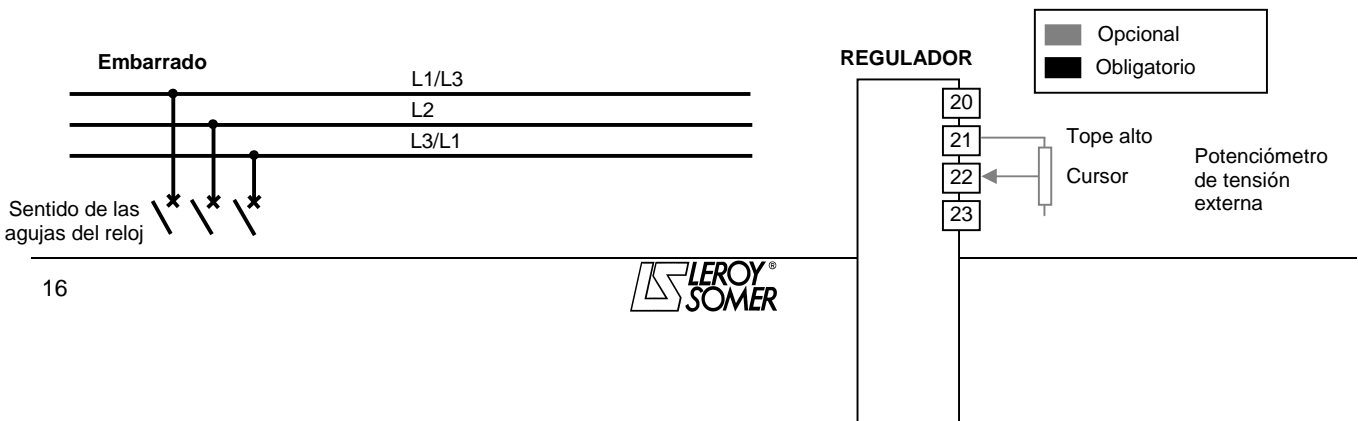 Opcional
Obligatorio
Embarrado
REGULADOR
L1/L3
L2
L3/L1
20
21
22
23
Tope alto
Cursor
Potenciómetro
de tensión
externa
Sentido de las
agujas del reloj
16
LS LEROY®
SOMER